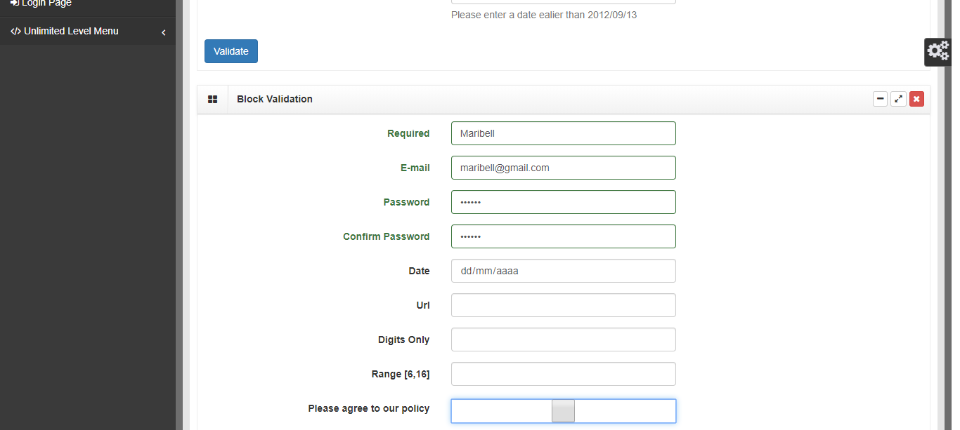 Login Page
Please enter a date ealier than 2012/09/13
</> Unlimited Level Menu
Validate
Block Validation
Required Maribell
E-mail maribell@gmail.com
Password ••••••
Confirm Password ••••••
Date dd/mm/aaaa
Url
Digits Only
Range [6,16]
Please agree to our policy